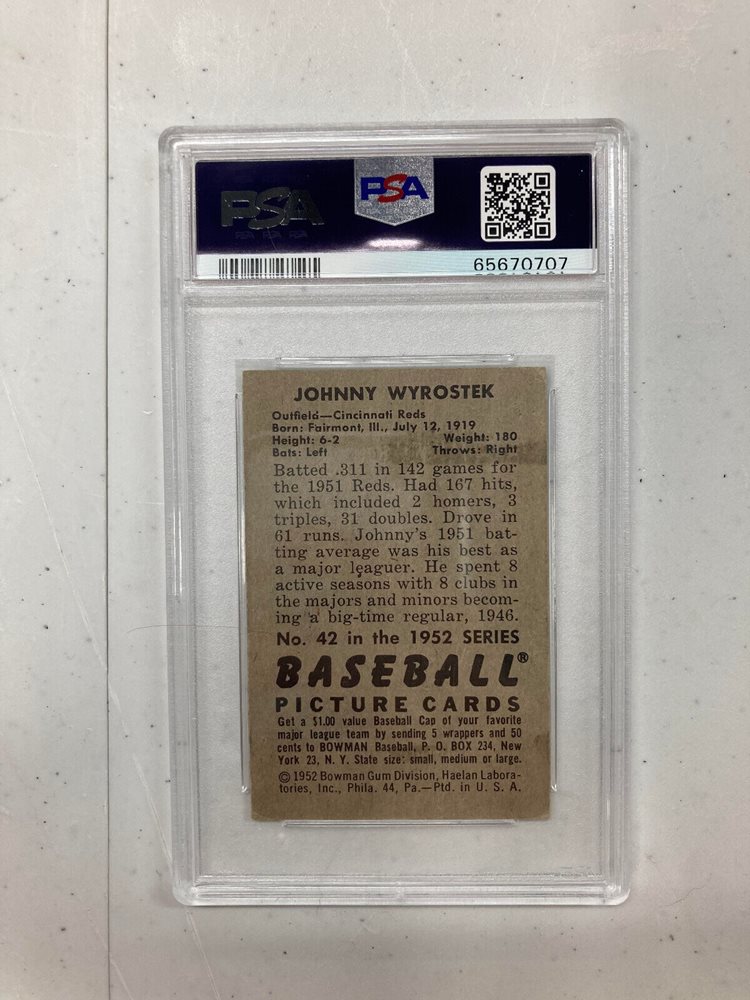 PSA
PSA
65670707
JOHNNY WYROSTEK
Outfield—Cincinnati Reds
Born: Fairmont, Ill., July 12, 1919
Height: 6-2 Weight: 180
Bats: Left Throws: Right
Batted .311 in 142 games for
the 1951 Reds. Had 167 hits,
which included 2 homers, 3
triples, 31 doubles. Drove in
61 runs. Johnny's 1951 bat-
ting average was his best as
a major leaguer. He spent 8
active seasons with 8 clubs in
the majors and minors becom-
ing a big-time regular, 1946.
No. 42 in the 1952 SERIES
BASEBALL®
PICTURE CARDS
Get a $1.00 value Baseball Cap of your favorite
major league team by sending 5 wrappers and 50
cents to BOWMAN Baseball, P. O. BOX 234, New
York 23, N. Y. State size: small, medium or large.
© 1952 Bowman Gum Division, Haelan Labora-
tories, Inc., Phila. 44, Pa.—Ptd. in U. S. A.